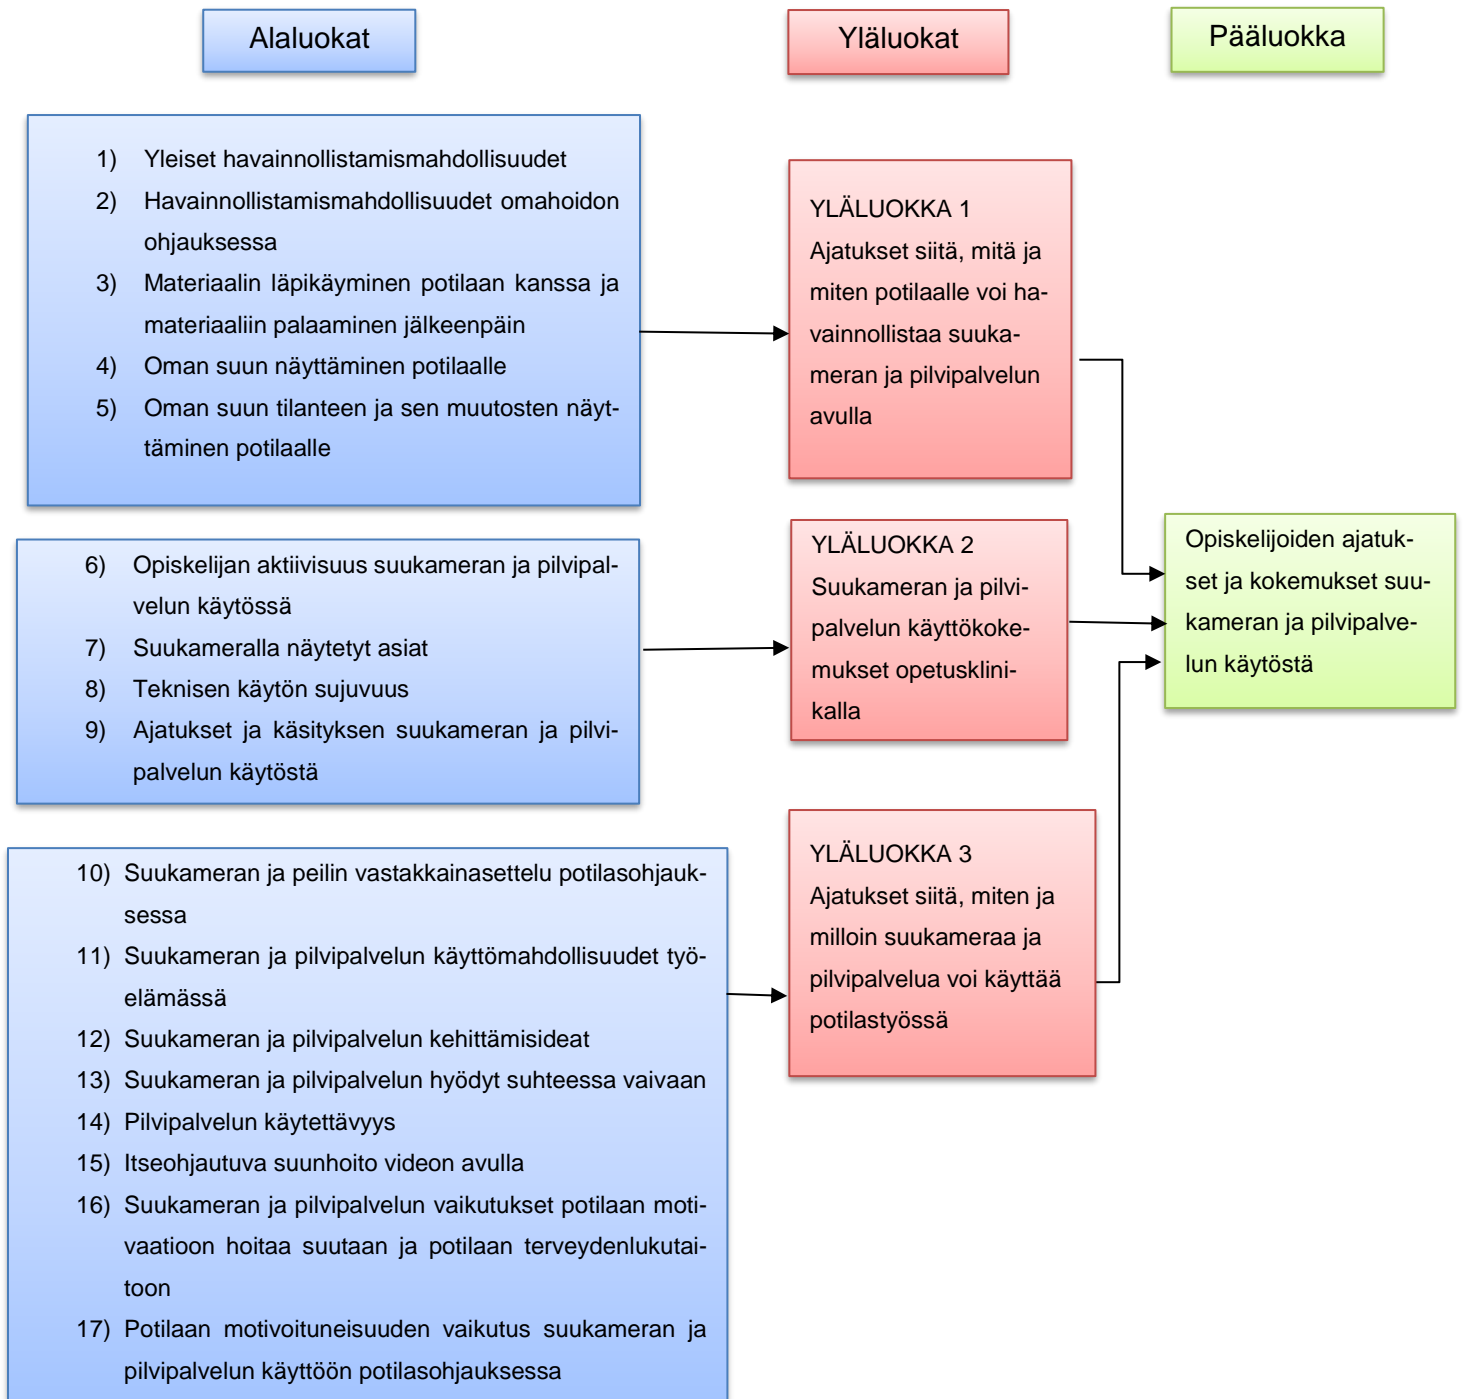 Alaluokat
Yläluokat
Pääluokka
1) Yleiset havainnollistamismahdollisuudet
2) Havainnollistamismahdollisuudet omahoidon
ohjauksessa
3) Materiaalin läpikäyminen potilaan kanssa ja
materiaaliin palaaminen jälkeenpäin
4) Oman suun näyttäminen potilaalle
5) Oman suun tilanteen ja sen muutosten näyt-
täminen potilaalle
6) Opiskelijan aktiivisuus suukameran ja pilvipal-
velun käytössä
7) Suukameralla näytetyt asiat
8) Teknisen käytön sujuvuus
9) Ajatukset ja käsityksen suukameran ja pilvi-
palvelun käytöstä
10) Suukameran ja peilin vastakkainasettelu potilasohjauk-
sessa
11) Suukameran ja pilvipalvelun käyttömahdollisuudet työ-
elämässä
12) Suukameran ja pilvipalvelun kehittämisideat
13) Suukameran ja pilvipalvelun hyödyt suhteessa vaivaan
14) Pilvipalvelun käytettävyys
15) Itseohjautuva suunhoito videon avulla
16) Suukameran ja pilvipalvelun vaikutukset potilaan moti-
vaatioon hoitaa suutaan ja potilaan terveydenlukutai-
toon
17) Potilaan motivoituneisuuden vaikutus suukameran ja
pilvipalvelun käyttöön potilasohjauksessa
YLÄLUOKKA 1
Ajatukset siitä, mitä ja
miten potilaalle voi ha-
vainnollistaa suuka-
meran ja pilvipalvelun
avulla
YLÄLUOKKA 2
Suukameran ja pilvi-
palvelun käyttökoke-
mukset opetusklini-
kalla
YLÄLUOKKA 3
Ajatukset siitä, miten ja
milloin suukameraa ja
pilvipalvelua voi käyttää
potilastyössä
Opiskelijoiden ajatuk-
set ja kokemukset suu-
kameran ja pilvipalve-
lun käytöstä